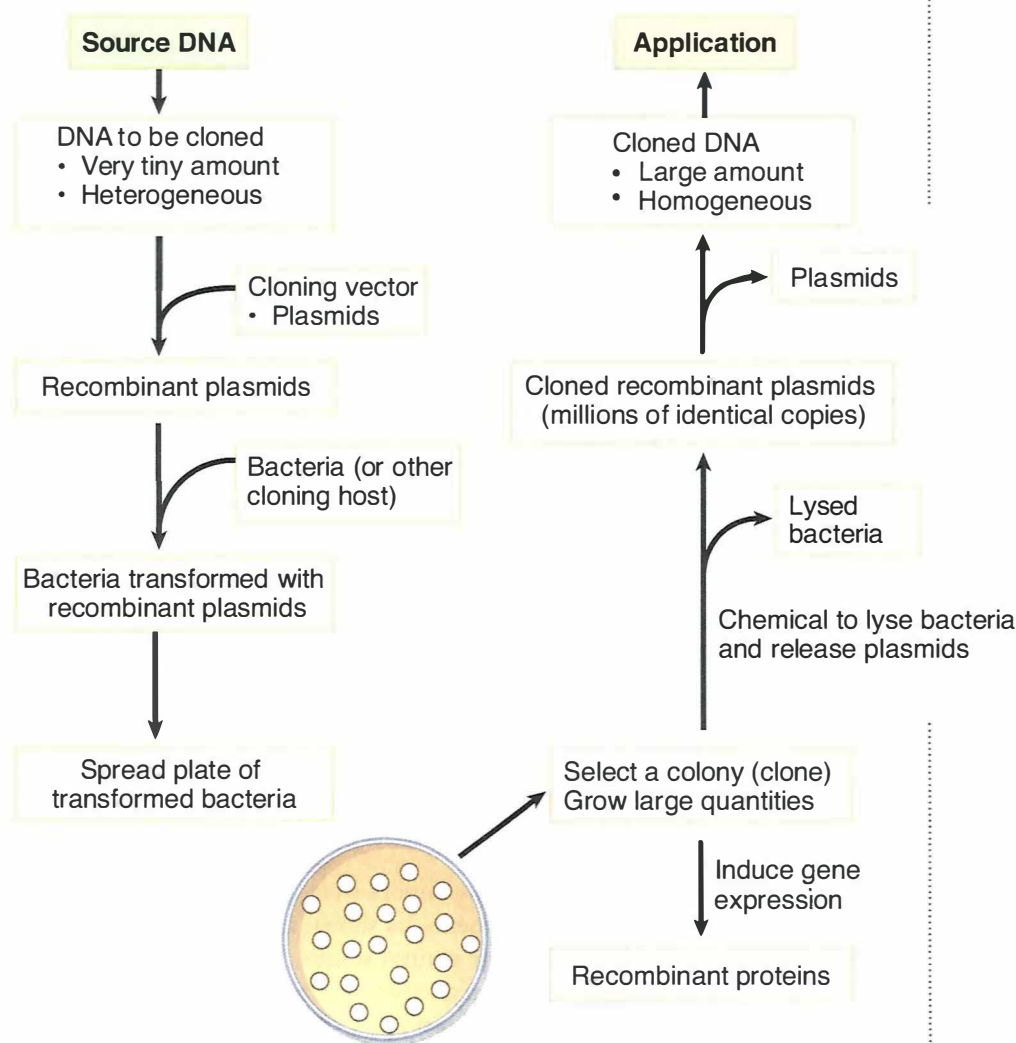 Source DNA
DNA to be cloned
• Very tiny amount
• Heterogeneous
Cloning vector
• Plasmids
Recombinant plasmids
Bacteria (or other
cloning host)
Bacteria transformed with
recombinant plasmids
Spread plate of
transformed bacteria
Application
Cloned DNA
• Large amount
• Homogeneous
Plasmids
Cloned recombinant plasmids
(millions of identical copies)
Lysed
bacteria
Chemical to lyse bacteria
and release plasmids
Select a colony (clone)
Grow large quantities
Induce gene
expression
Recombinant proteins